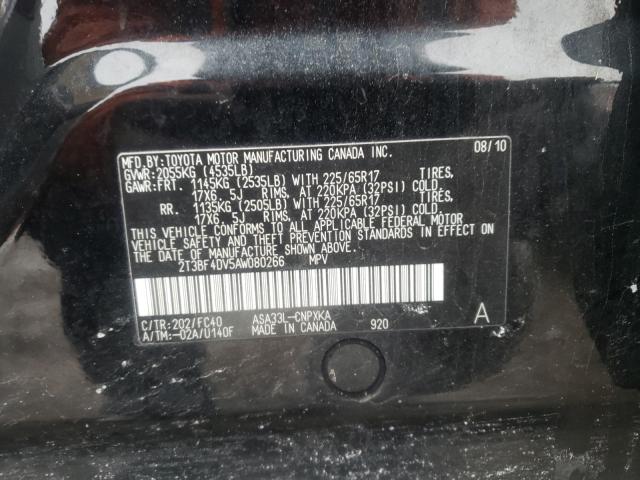 MFD. BY: TOYOTA MOTOR MANUFACTURING CANADA INC. 08/10
GVWR: 2055KG (4535LB)
GAWR: FRT. 1145KG (2535LB) WITH 225/65R17 TIRES,
17X6. 5J RIMS, AT 220KPA (32PSI) COLD
RR. 1135KG (2505LB) WITH 225/65R17 TIRES,
17X6. 5J RIMS, AT 220KPA (32PSI) COLD
THIS VEHICLE CONFORMS TO ALL APPLICABLE FEDERAL MOTOR
VEHICLE SAFETY AND THEFT PREVENTION STANDARDS IN EFFECT ON
THE DATE OF MANUFACTURE SHOWN ABOVE.
2T3BF4DV5AW080266 MPV
C/TR: 202/FC40 ASA33L-CNPXKA
A/TM: -02A/U140F MADE IN CANADA 920 A